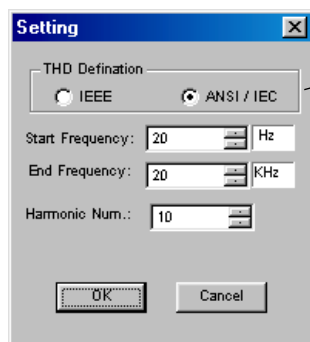 Setting
THD Defination
IEEE ANSI / IEC
Start Frequency: 20 Hz
End Frequency: 20 KHz
Harmonic Num.: 10
OK Cancel